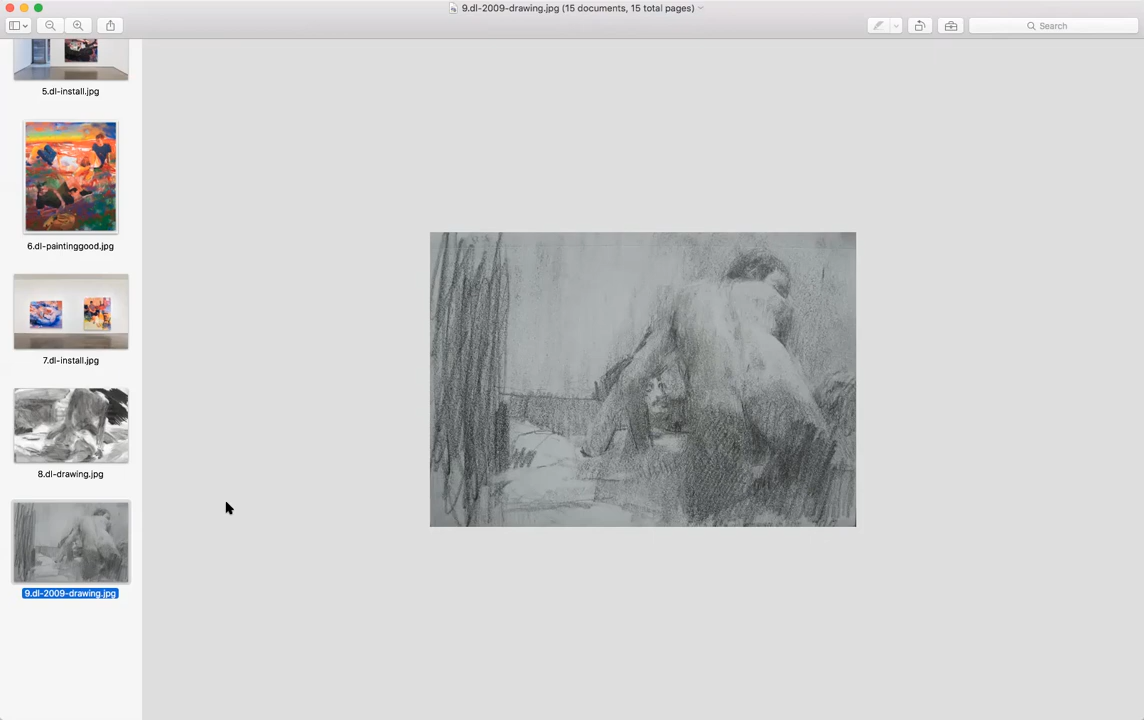 9.dl-2009-drawing.jpg (15 documents, 15 total pages)
Search
5.dl-install.jpg
6.dl-paintinggood.jpg
7.dl-install.jpg
8.dl-drawing.jpg
9.dl-2009-drawing.jpg